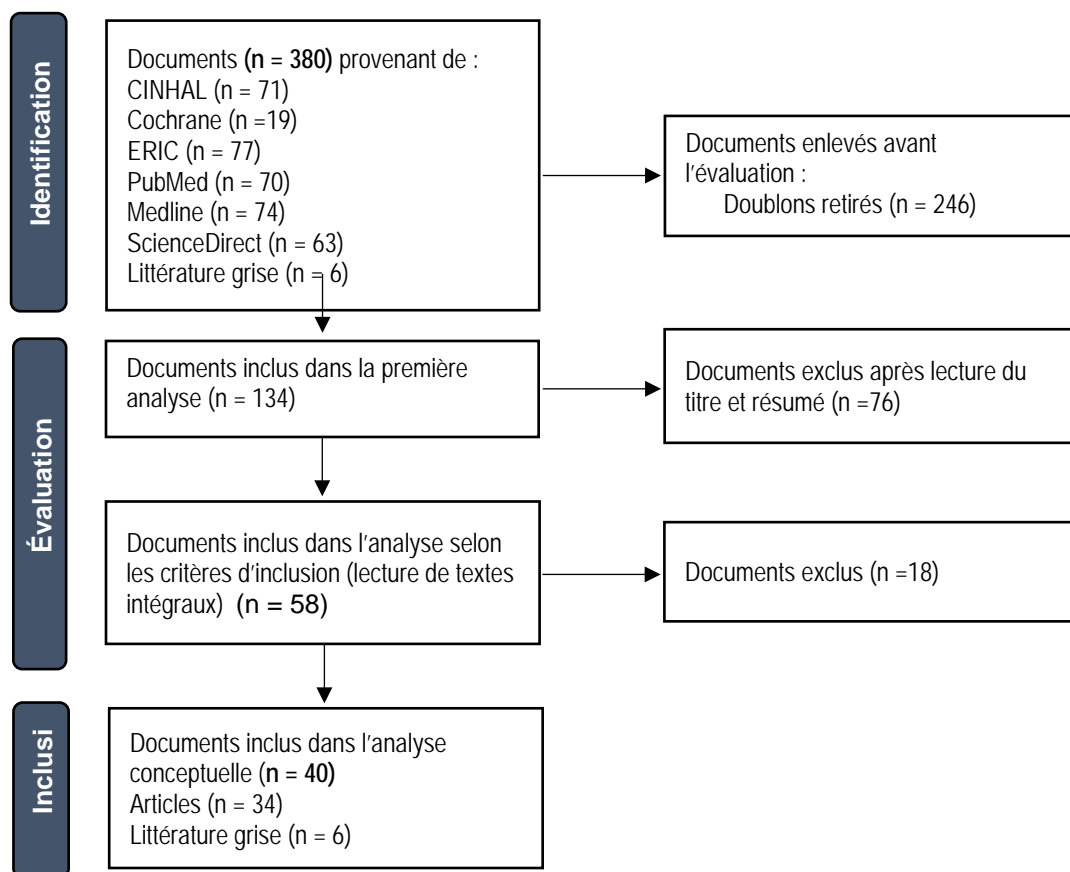 Identification
Documents (n = 380) provenant de :
CINHAL (n = 71)
Cochrane (n =19)
ERIC (n = 77)
PubMed (n = 70)
Medline (n = 74)
ScienceDirect (n = 63)
Littérature grise (n = 6)
Documents enlevés avant
l'évaluation :
Doublons retirés (n = 246)
Évaluation
Documents inclus dans la première
analyse (n = 134)
Documents exclus après lecture du
titre et résumé (n =76)
Documents inclus dans l'analyse selon
les critères d'inclusion (lecture de textes
intégraux) (n = 58)
Documents exclus (n =18)
Inclusi
Documents inclus dans l'analyse
conceptuelle (n = 40)
Articles (n = 34)
Littérature grise (n = 6)